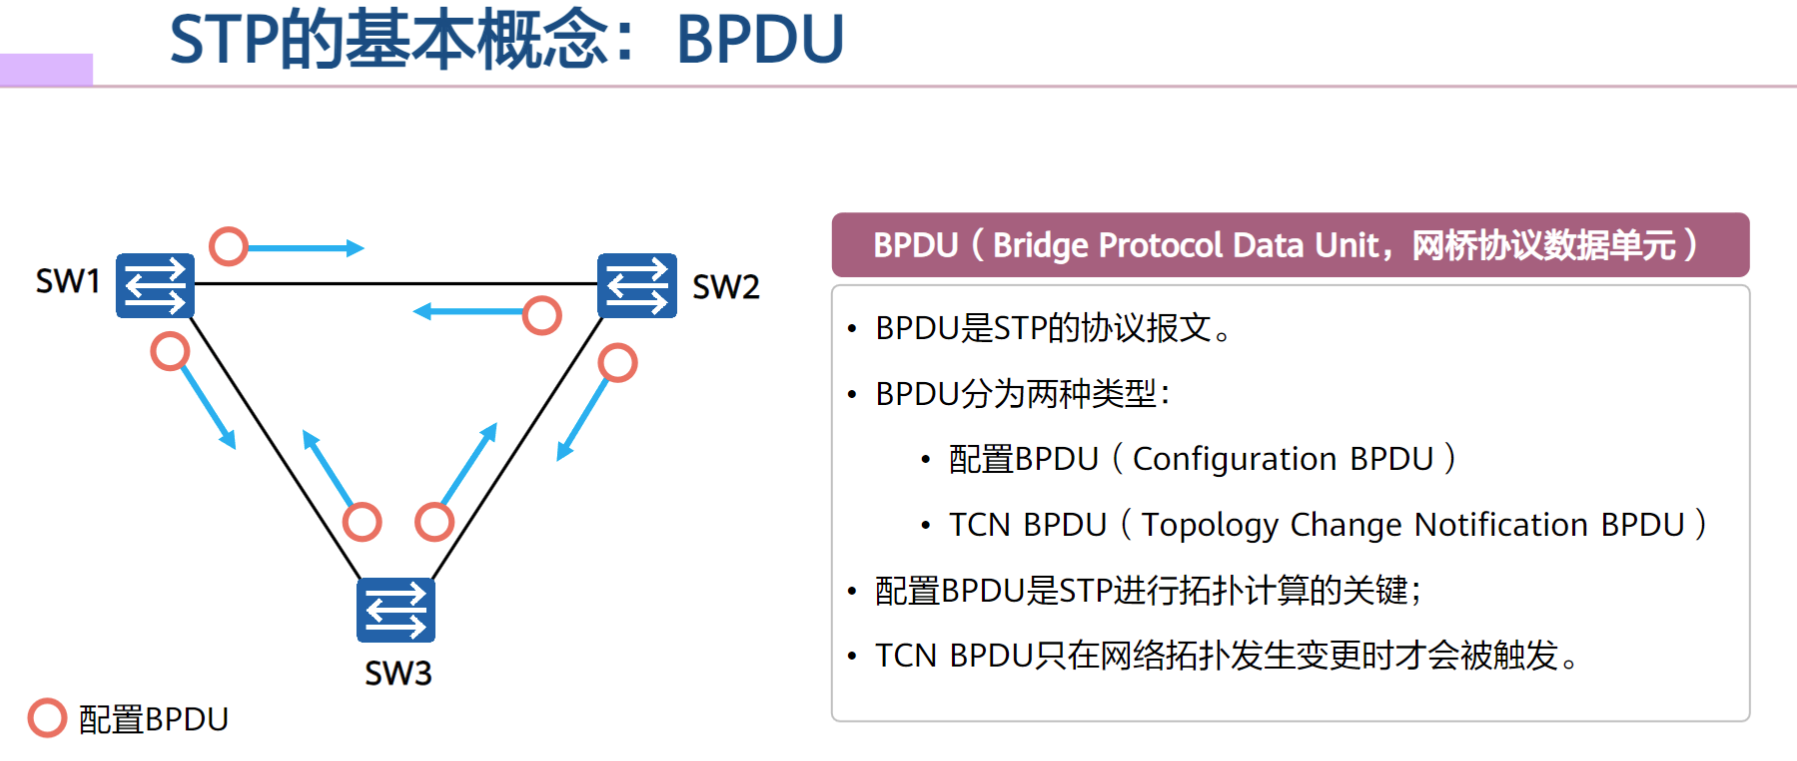 STP的基本概念：BPDU
SW1
SW2
SW3
配置BPDU
BPDU（Bridge Protocol Data Unit，网桥协议数据单元）
• BPDU是STP的协议报文。
• BPDU分为两种类型：
• 配置BPDU（Configuration BPDU）
• TCN BPDU（Topology Change Notification BPDU）
• 配置BPDU是STP进行拓扑计算的关键；
• TCN BPDU只在网络拓扑发生变更时才会被触发。